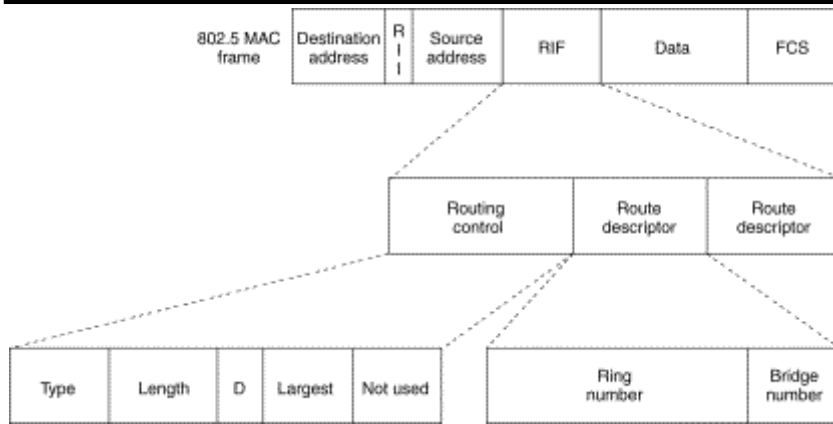 802.5 MAC
frame
Destination
address
R
I
I
Source
address
RIF
Data
FCS
Routing
control
Route
descriptor
Route
descriptor
Type
Length
D
Largest
Not used
Ring
number
Bridge
number